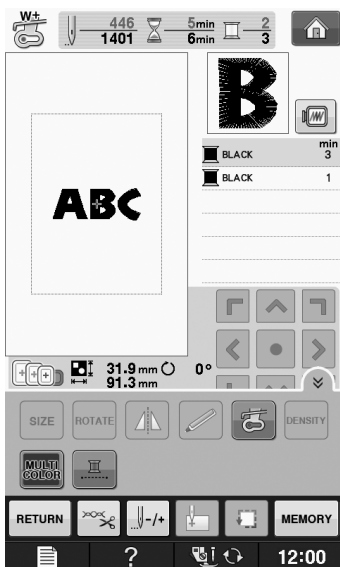 W±
446 5min 2
1401 6min 3
B
min
BLACK 3
BLACK 1
ABC
31.9 mm 0°
91.3 mm
SIZE ROTATE DENSITY
MULTI
COLOR
RETURN -/+ MEMORY
? 12:00